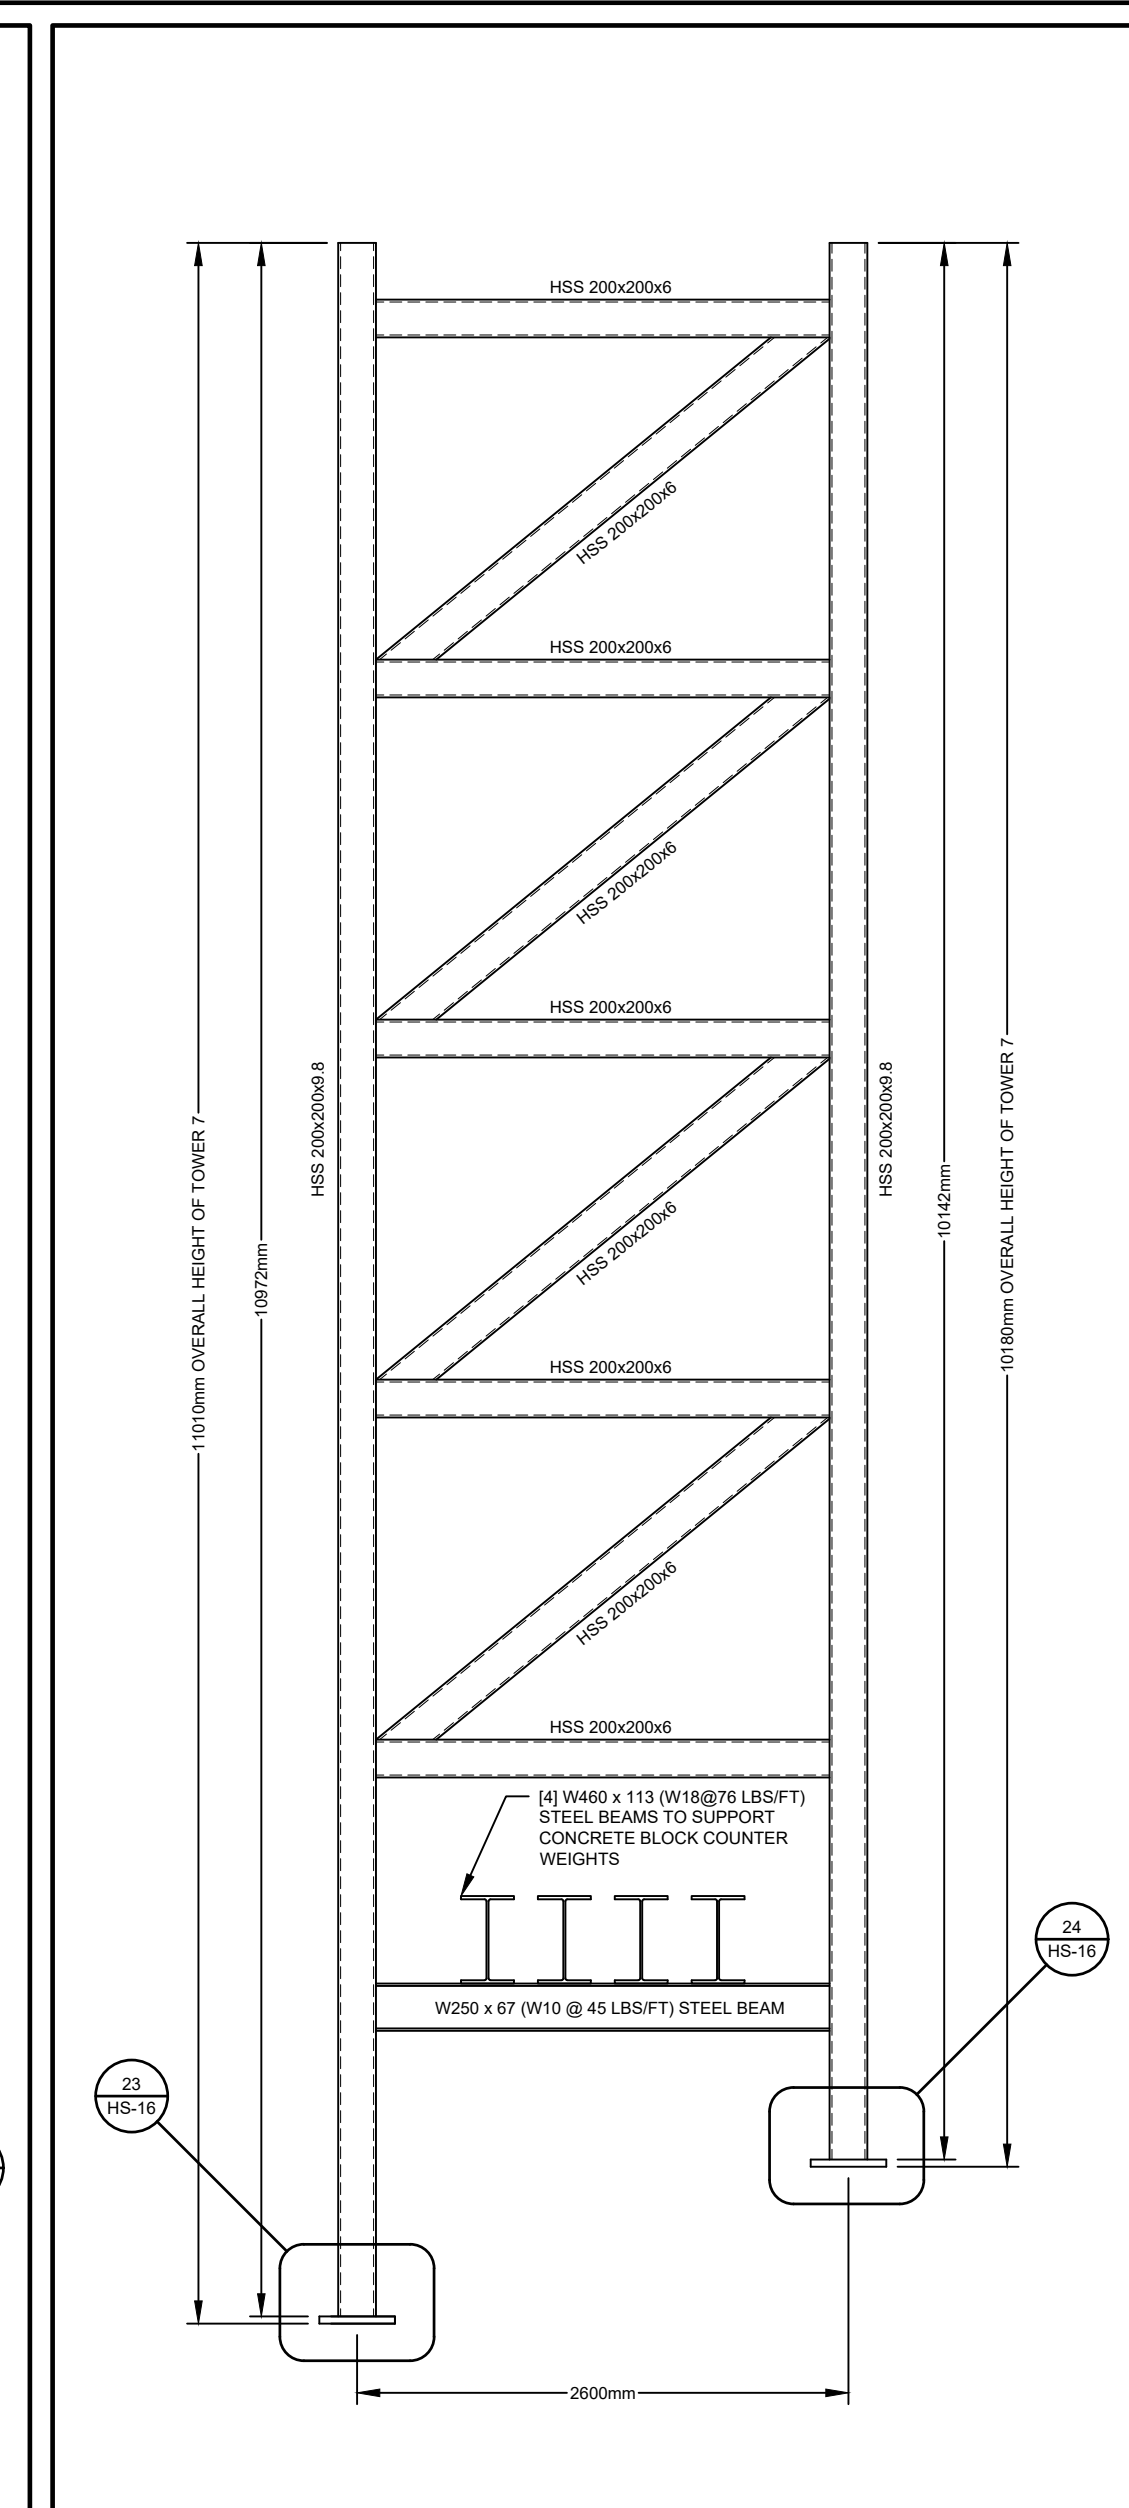 HSS 200x200x6
HSS 200x200x6
HSS 200x200x6
HSS 200x200x6
HSS 200x200x6
HSS 200x200x6
11010mm OVERALL HEIGHT OF TOWER 7
10972mm
HSS 200x200x9.8
HSS 200x200x9.8
10142mm
10180mm OVERALL HEIGHT OF TOWER 7
HSS 200x200x6
HSS 200x200x6
HSS 200x200x6
[4] W460 x 113 (W18@76 LBS/FT)
STEEL BEAMS TO SUPPORT
CONCRETE BLOCK COUNTER
WEIGHTS
24
HS-16
W250 x 67 (W10 @ 45 LBS/FT) STEEL BEAM
23
HS-16
2600mm